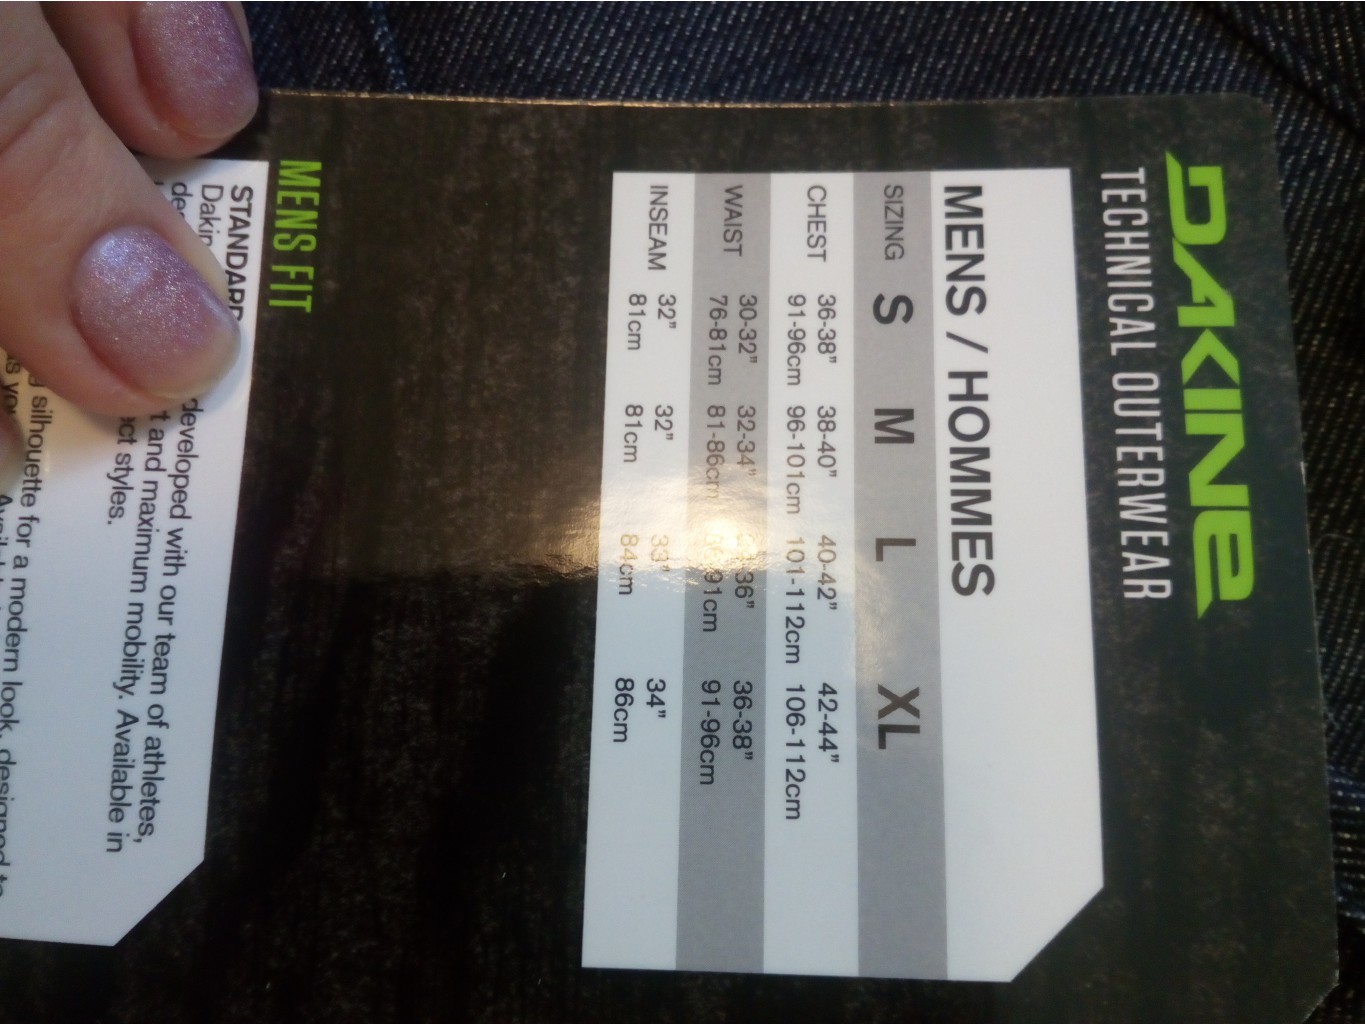 DAKINE
TECHNICAL OUTERWEAR
MENS / HOMMES
SIZING S M L XL
CHEST 36-38" 38-40" 40-42" 42-44"
91-96cm 96-101cm 101-112cm 106-112cm
WAIST 30-32" 32-34" 36" 36-38"
76-81cm 81-86cm 91cm 91-96cm
INSEAM 32" 32" 33" 34"
81cm 81cm 84cm 86cm
MENS FIT
STANDARD
developed with our team of athletes,
and maximum mobility. Available in
styles.
silhouette for a modern look, designed to